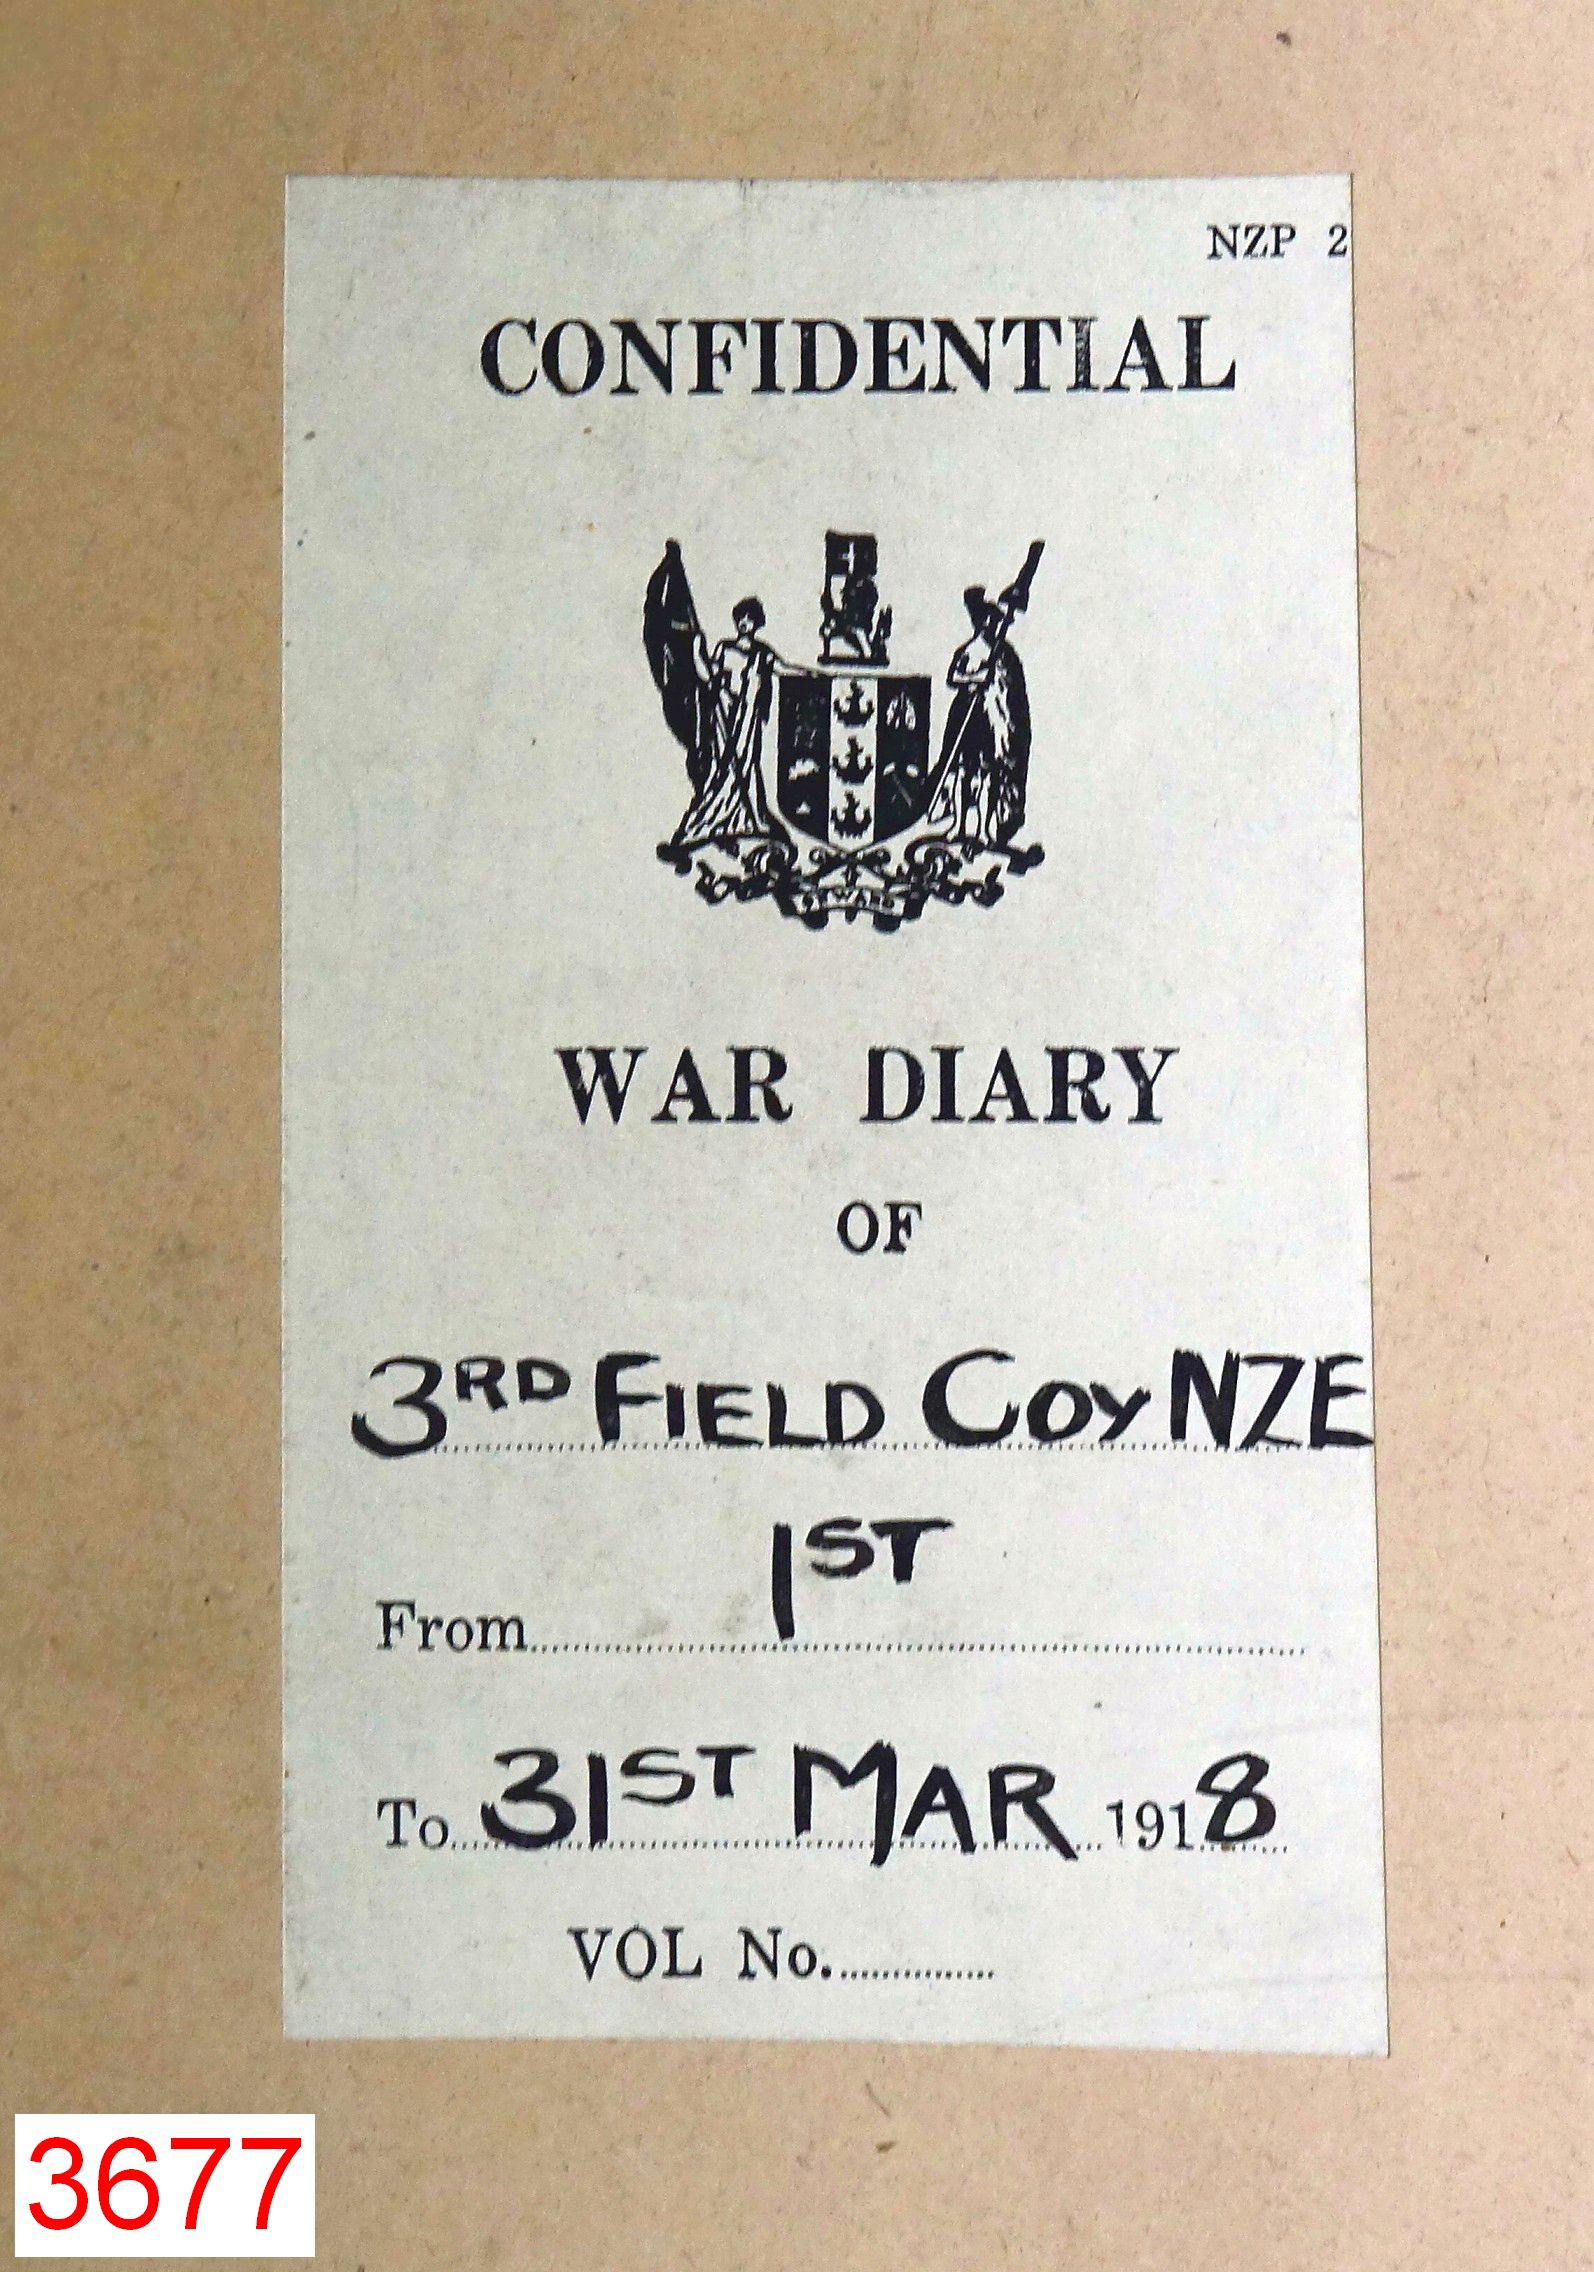 NZP 2
CONFIDENTIAL
ONWARD
WAR DIARY
OF
3RD FIELD COY NZE
From 1ST
To 31ST MAR 1918
VOL No.
3677